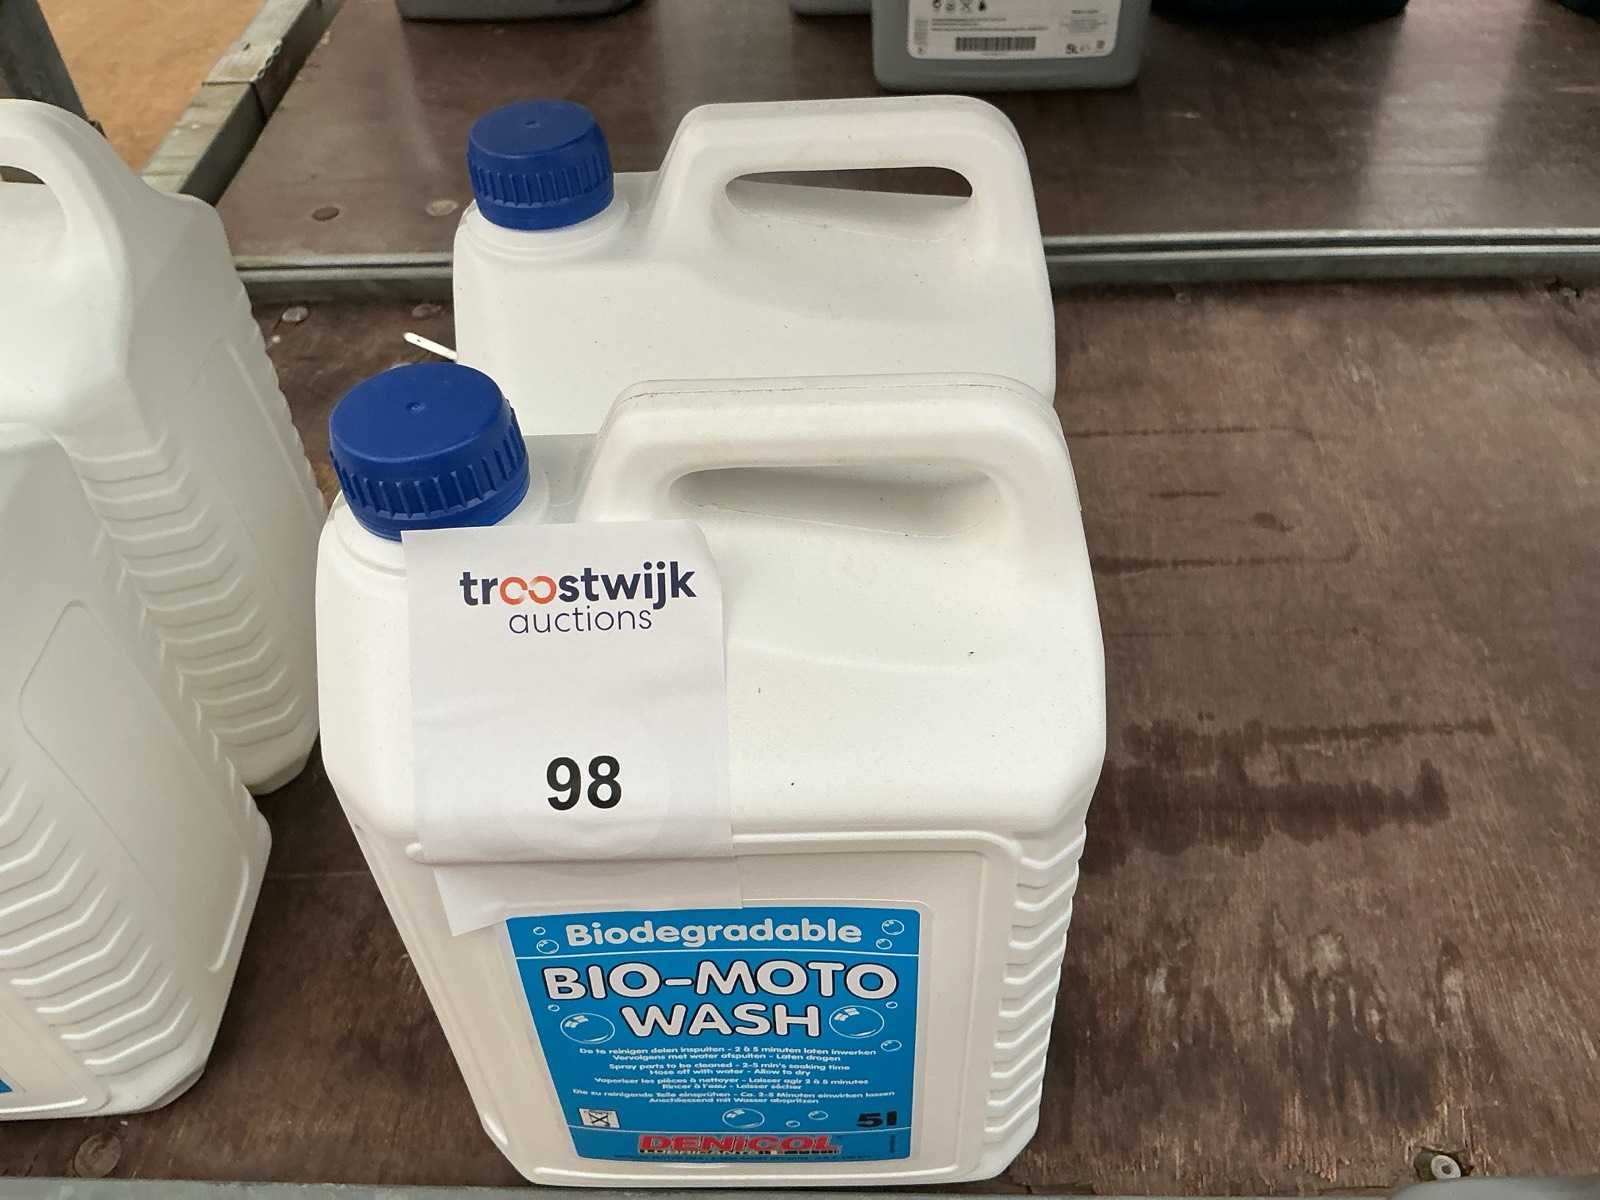 5L
troostwijk
auctions
98
Biodegradable
BIO-MOTO
WASH
De te reinigen delen inspuiten - 2 à 5 minuten laten inwerken
Vervolgens met water afspuiten - Laten drogen
Spray parts to be cleaned - 2-5 min's soaking time
Hose off with water - Allow to dry
Vaporiser les pièces à nettoyer - Laisser agir 2 à 5 minutes
Rincer à l'eau - Laisser sécher
Die zu reinigende Teile einsprühen - Ca. 2-5 Minuten einwirken lassen
Anschliessend mit Wasser abspritzen
5l
DENICOL